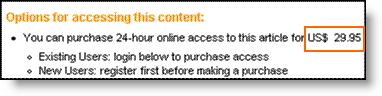 Options for accessing this content:
• You can purchase 24-hour online access to this article for US$ 29.95
o Existing Users: login below to purchase access
o New Users: register first before making a purchase